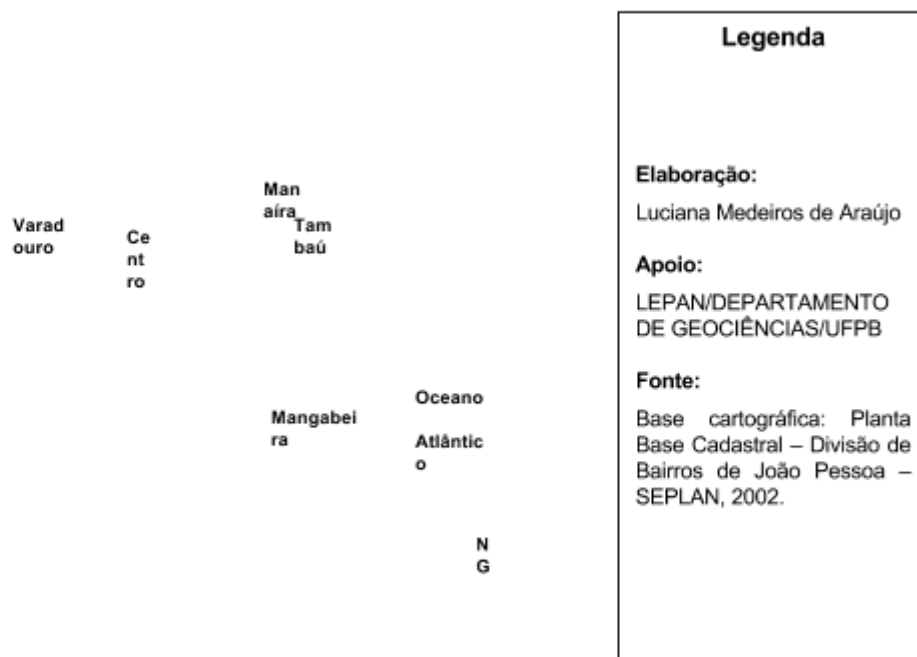 Man
aíra
Tam
baú
Varad
ouro
Ce
nt
ro
Mangabei
ra
Oceano
Atlântic
o
N
G
Legenda
Elaboração:
Luciana Medeiros de Araújo
Apoio:
LEPAN/DEPARTAMENTO
DE GEOCIÊNCIAS/UFPB
Fonte:
Base cartográfica: Planta
Base Cadastral – Divisão de
Bairros de João Pessoa –
SEPLAN, 2002.